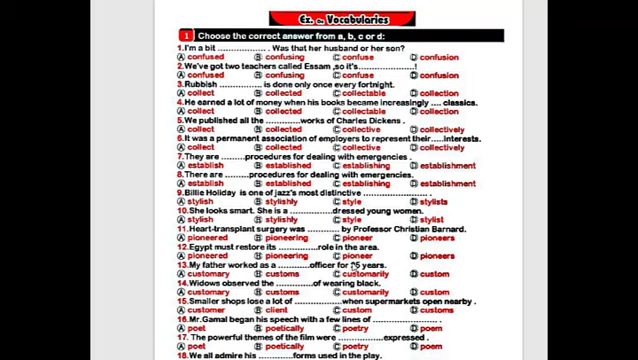 Ex. on Vocabularies
1 Choose the correct answer from a, b, c or d:
1.I'm a bit .................. . Was that her husband or her son?
A confused B confusing C confuse D confusion
2.We've got two teachers called Essam ,so it's....................!
A confused B confusing C confuse D confusion
3.Rubbish .................. is done only once every fortnight.
A collect B collected C collectable D collection
4.He earned a lot of money when his books became increasingly .... classics.
A collect B collected C collectable D collection
5.We published all the ............works of Charles Dickens .
A collect B collected C collective D collectively
6.It was a permanent association of employers to represent their.....interests.
A collect B collected C collective D collectively
7.They are ........procedures for dealing with emergencies .
A establish B established C establishing D establishment
8.There are ........procedures for dealing with emergencies.
A establish B established C establishing D establishment
9.Billie Holiday is one of jazz's most distinctive ........................ .
A stylish B stylishly C style D stylists
10.She looks smart. She is a ..............dressed young women.
A stylish B stylishly C style D stylist
11.Heart-transplant surgery was ........... by Professor Christian Barnard.
A pioneered B pioneering C pioneer D pioneers
12.Egypt must restore its ..............role in the area.
A pioneered B pioneering C pioneer D pioneers
13.My father worked as a ...........officer for 35 years.
A customary B customs C customarily D custom
14.Widows observed the .............of wearing black.
A customary B customs C customarily D custom
15.Smaller shops lose a lot of ..................when supermarkets open nearby .
A customer B client C custom D customs
16.Mr.Gamal began his speech with a few lines of ..................
A poet B poetically C poetry D poem
17. The powerful themes of the film were .................expressed .
A poet B poetically C poetry D poem
18.We all admire his .............forms used in the play.